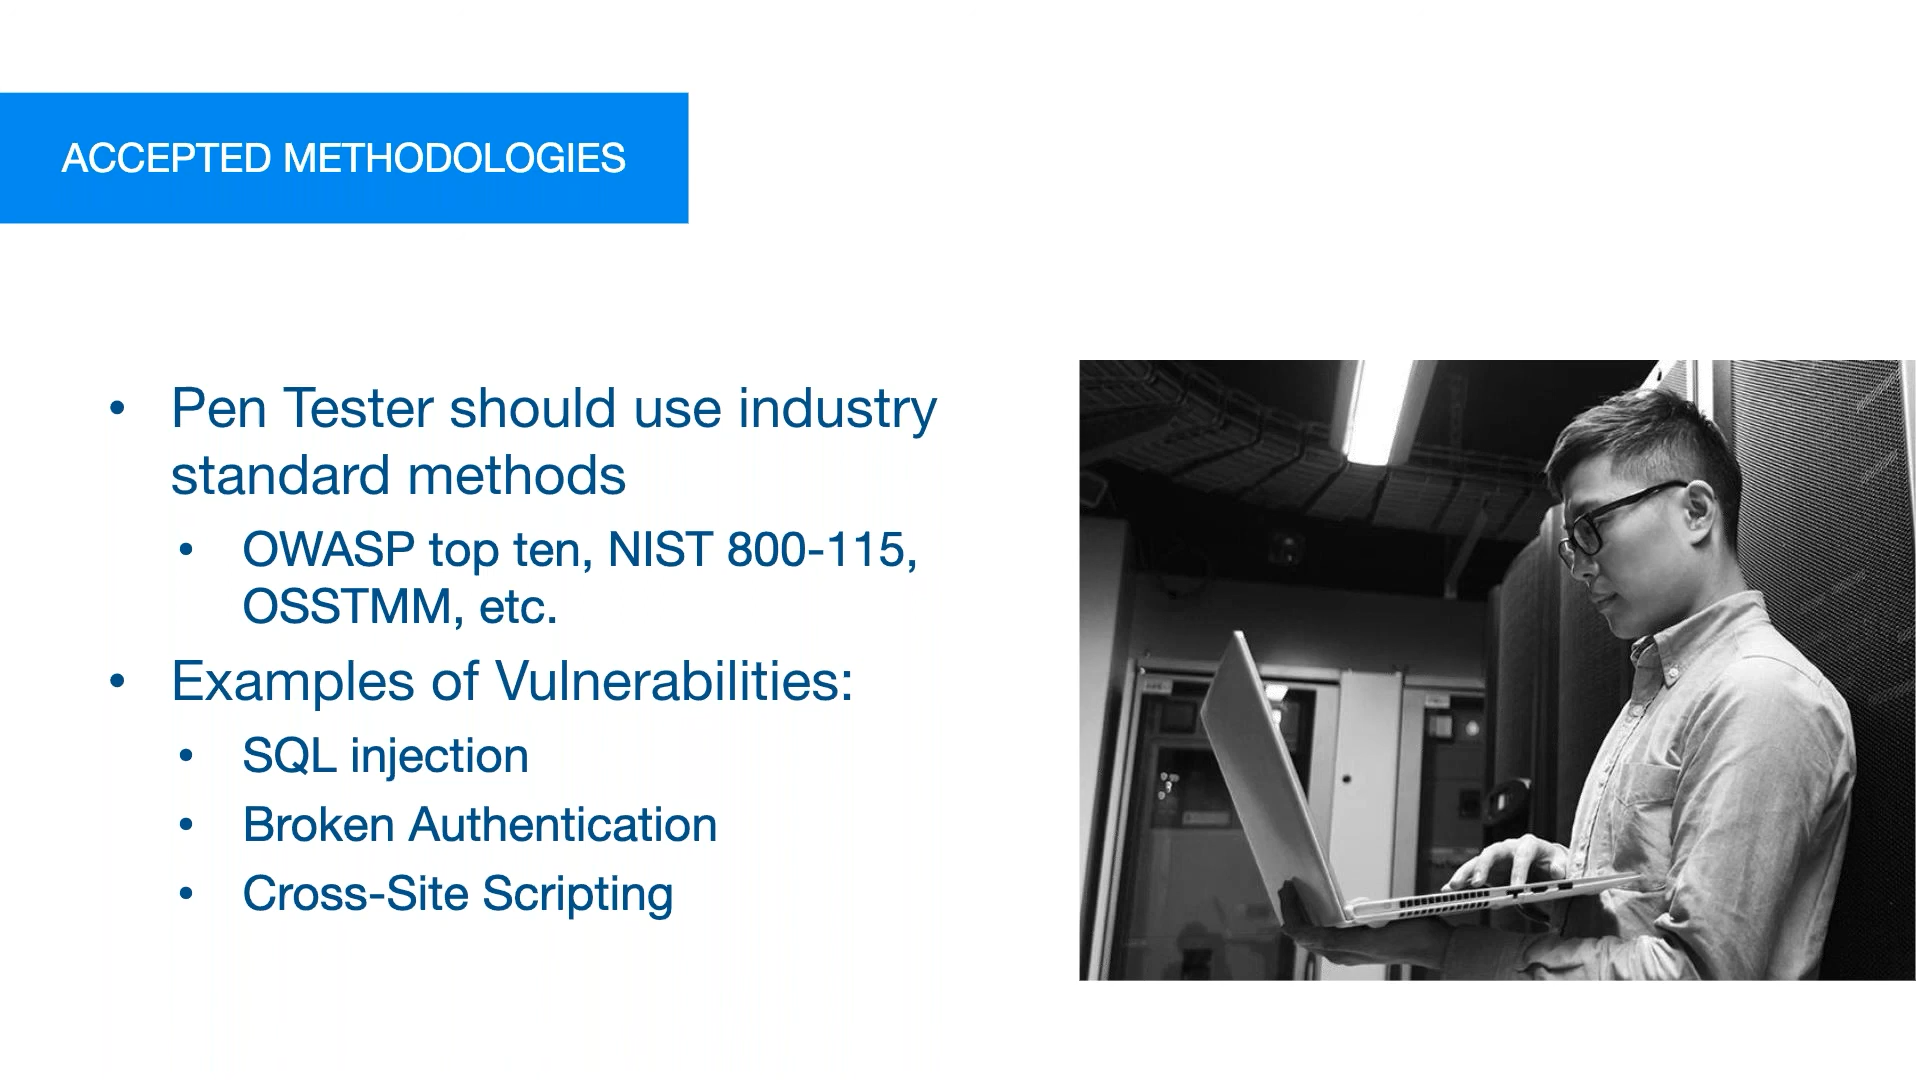 ACCEPTED METHODOLOGIES
• Pen Tester should use industry
standard methods
• OWASP top ten, NIST 800-115,
OSSTMM, etc.
• Examples of Vulnerabilities:
• SQL injection
• Broken Authentication
• Cross-Site Scripting